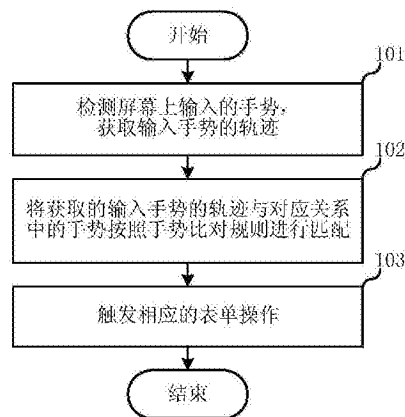 开始
101
检测屏幕上输入的手势，
获取输入手势的轨迹
102
将获取的输入手势的轨迹与对应关系
中的手势按照手势比对规则进行匹配
103
触发相应的表单操作
结束